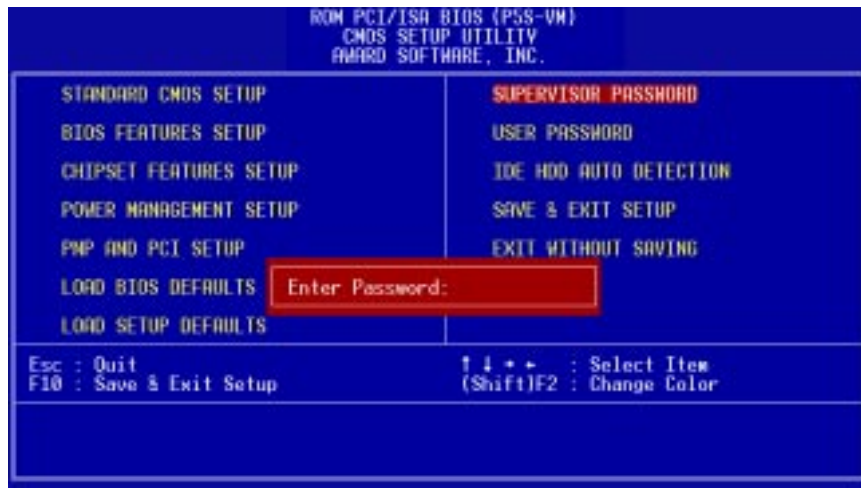 ROM PCI/ISA BIOS (P5S-VM)
CMOS SETUP UTILITY
AWARD SOFTWARE, INC.
STANDARD CMOS SETUP
BIOS FEATURES SETUP
CHIPSET FEATURES SETUP
POWER MANAGEMENT SETUP
PNP AND PCI SETUP
LOAD BIOS DEFAULTS
LOAD SETUP DEFAULTS
SUPERVISOR PASSWORD
USER PASSWORD
IDE HDD AUTO DETECTION
SAVE & EXIT SETUP
EXIT WITHOUT SAVING
Enter Password:
Esc : Quit
F10 : Save & Exit Setup
↑ ↓ → ← : Select Item
(Shift)F2 : Change Color